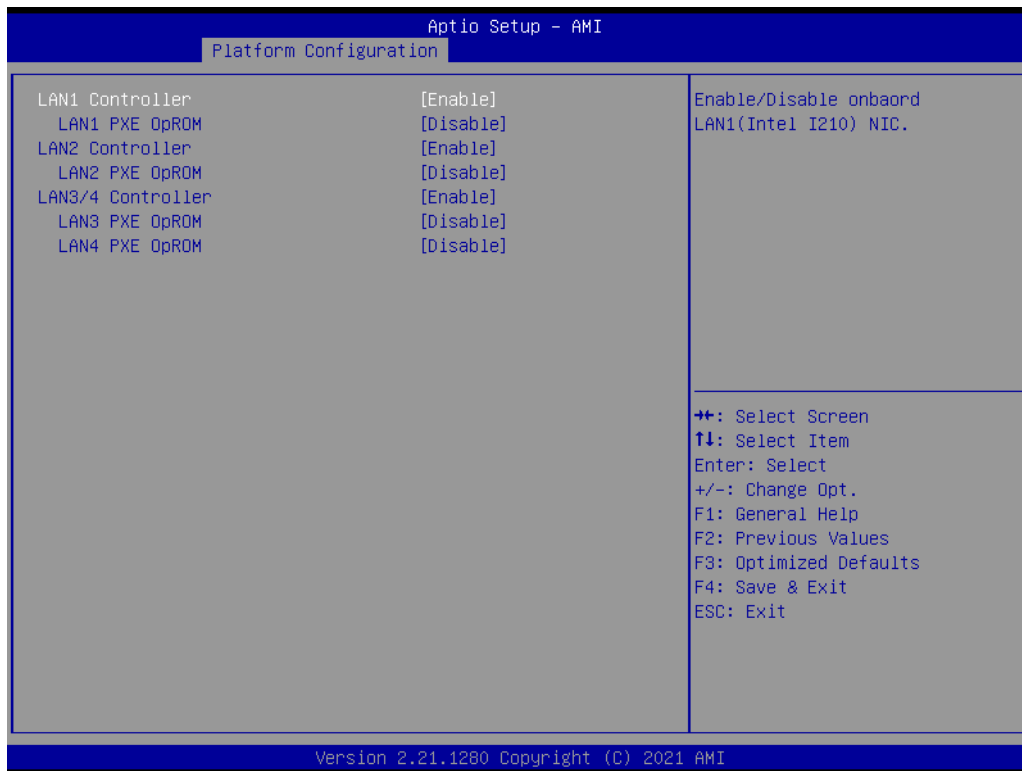 Aptio Setup - AMI
Platform Configuration
LAN1 Controller [Enable]
LAN1 PXE OpROM [Disable]
LAN2 Controller [Enable]
LAN2 PXE OpROM [Disable]
LAN3/4 Controller [Enable]
LAN3 PXE OpROM [Disable]
LAN4 PXE OpROM [Disable]
Enable/Disable onbaord
LAN1(Intel I210) NIC.
→←: Select Screen
↑↓: Select Item
Enter: Select
+/-: Change Opt.
F1: General Help
F2: Previous Values
F3: Optimized Defaults
F4: Save & Exit
ESC: Exit
Version 2.21.1280 Copyright (C) 2021 AMI